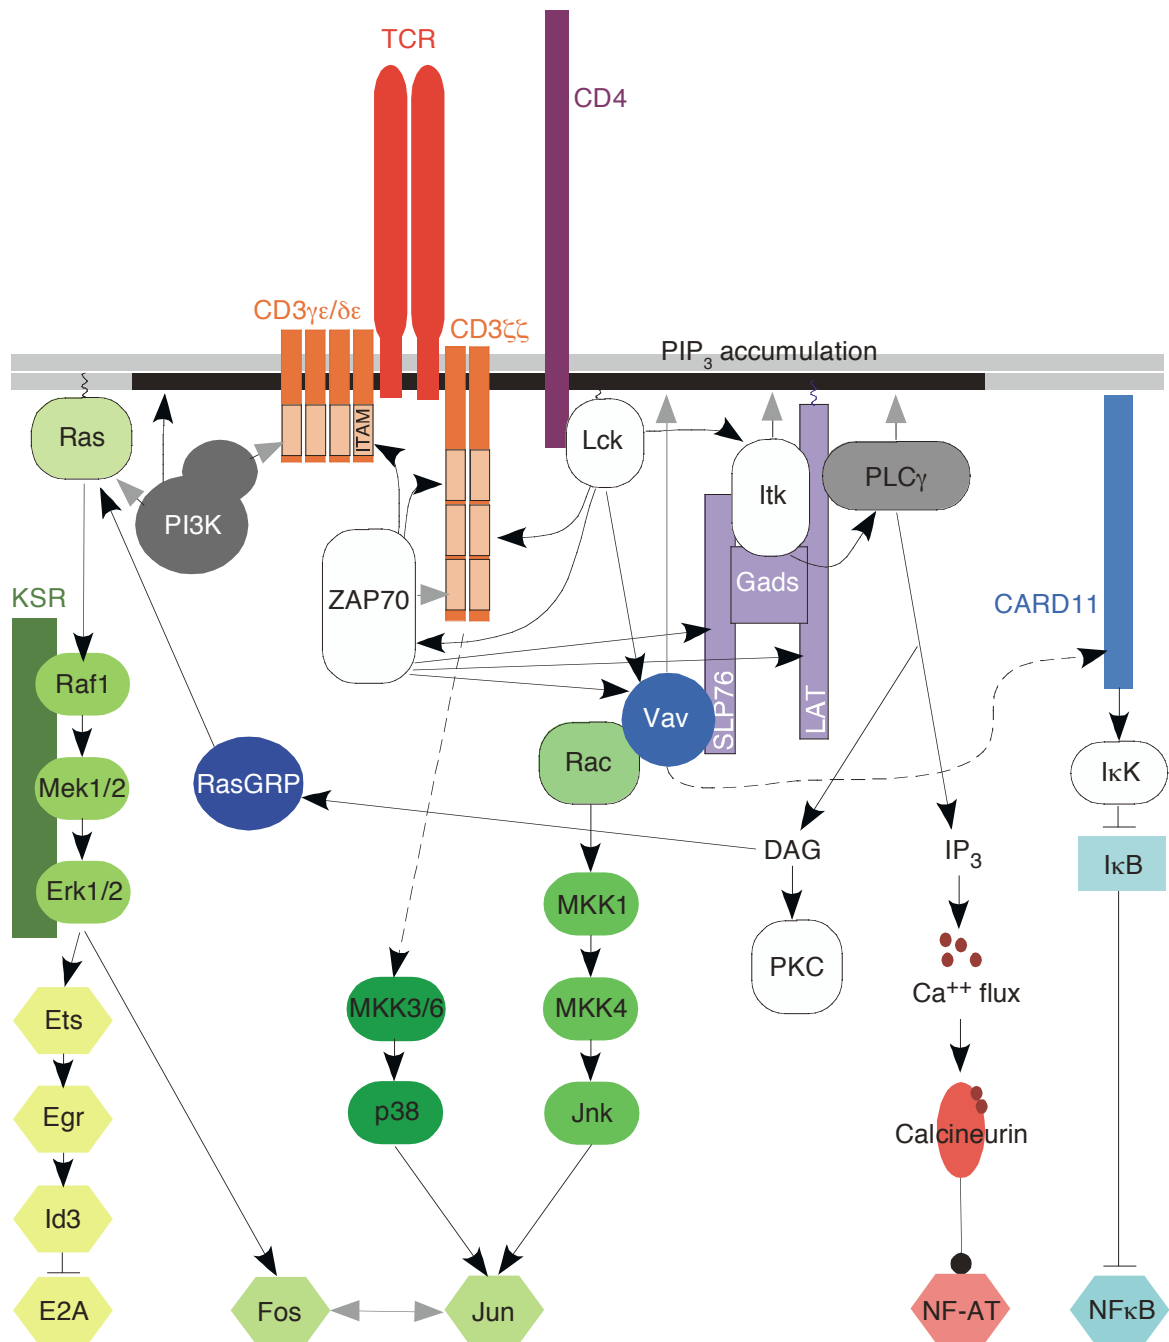 TCR
CD4
CD3γε/δε
CD3ζζ
PIP3 accumulation
Ras
ITAM
Lck
Itk
PLCγ
PI3K
ZAP70
Gads
KSR
CARD11
Raf1
SLP76
LAT
Vav
Rac
RasGRP
Mek1/2
IκK
DAG
IP3
IκB
Erk1/2
MKK1
PKC
Ca++ flux
MKK3/6
MKK4
Ets
Egr
p38
Jnk
Calcineurin
Id3
E2A
Fos
Jun
NF-AT
NFκB